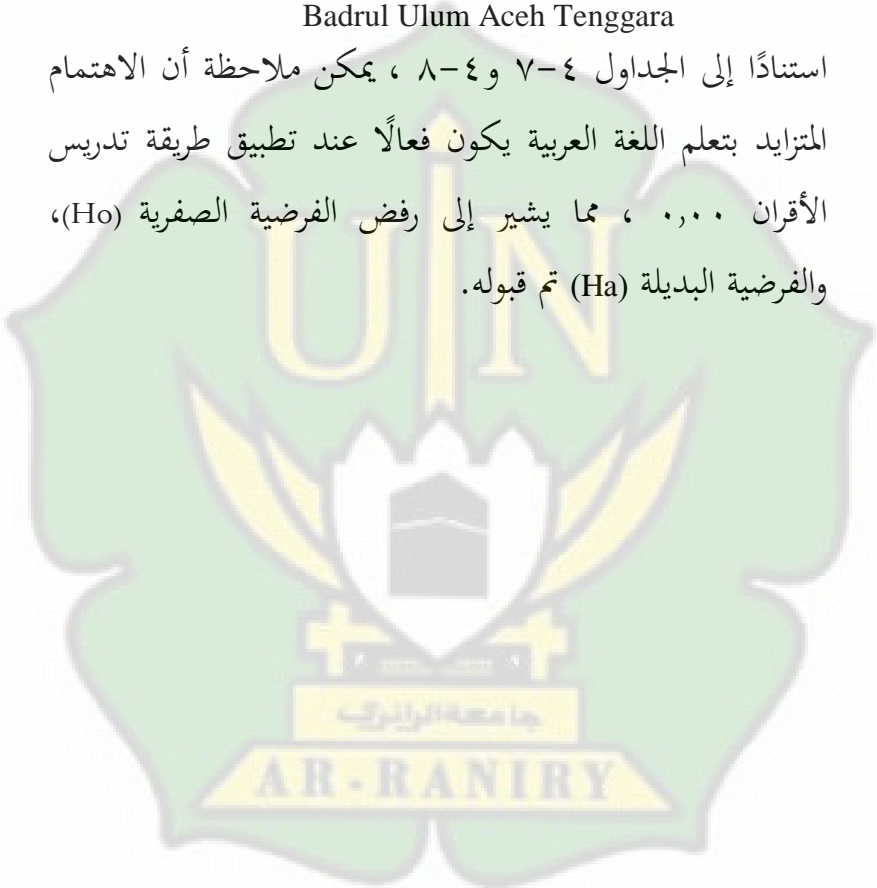 Badrul Ulum Aceh Tenggara
استنادًا إلى الجداول ٤-٧ و٤-٨ ، يمكن ملاحظة أن الاهتمام
المتزايد بتعلم اللغة العربية يكون فعالًا عند تطبيق طريقة تدريس
الأقران ٠,٠٠ ، مما يشير إلى رفض الفرضية الصفرية (Ho)،
والفرضية البديلة (Ha) تم قبوله.
UIN
جامعة الرانري
AR-RANIRY